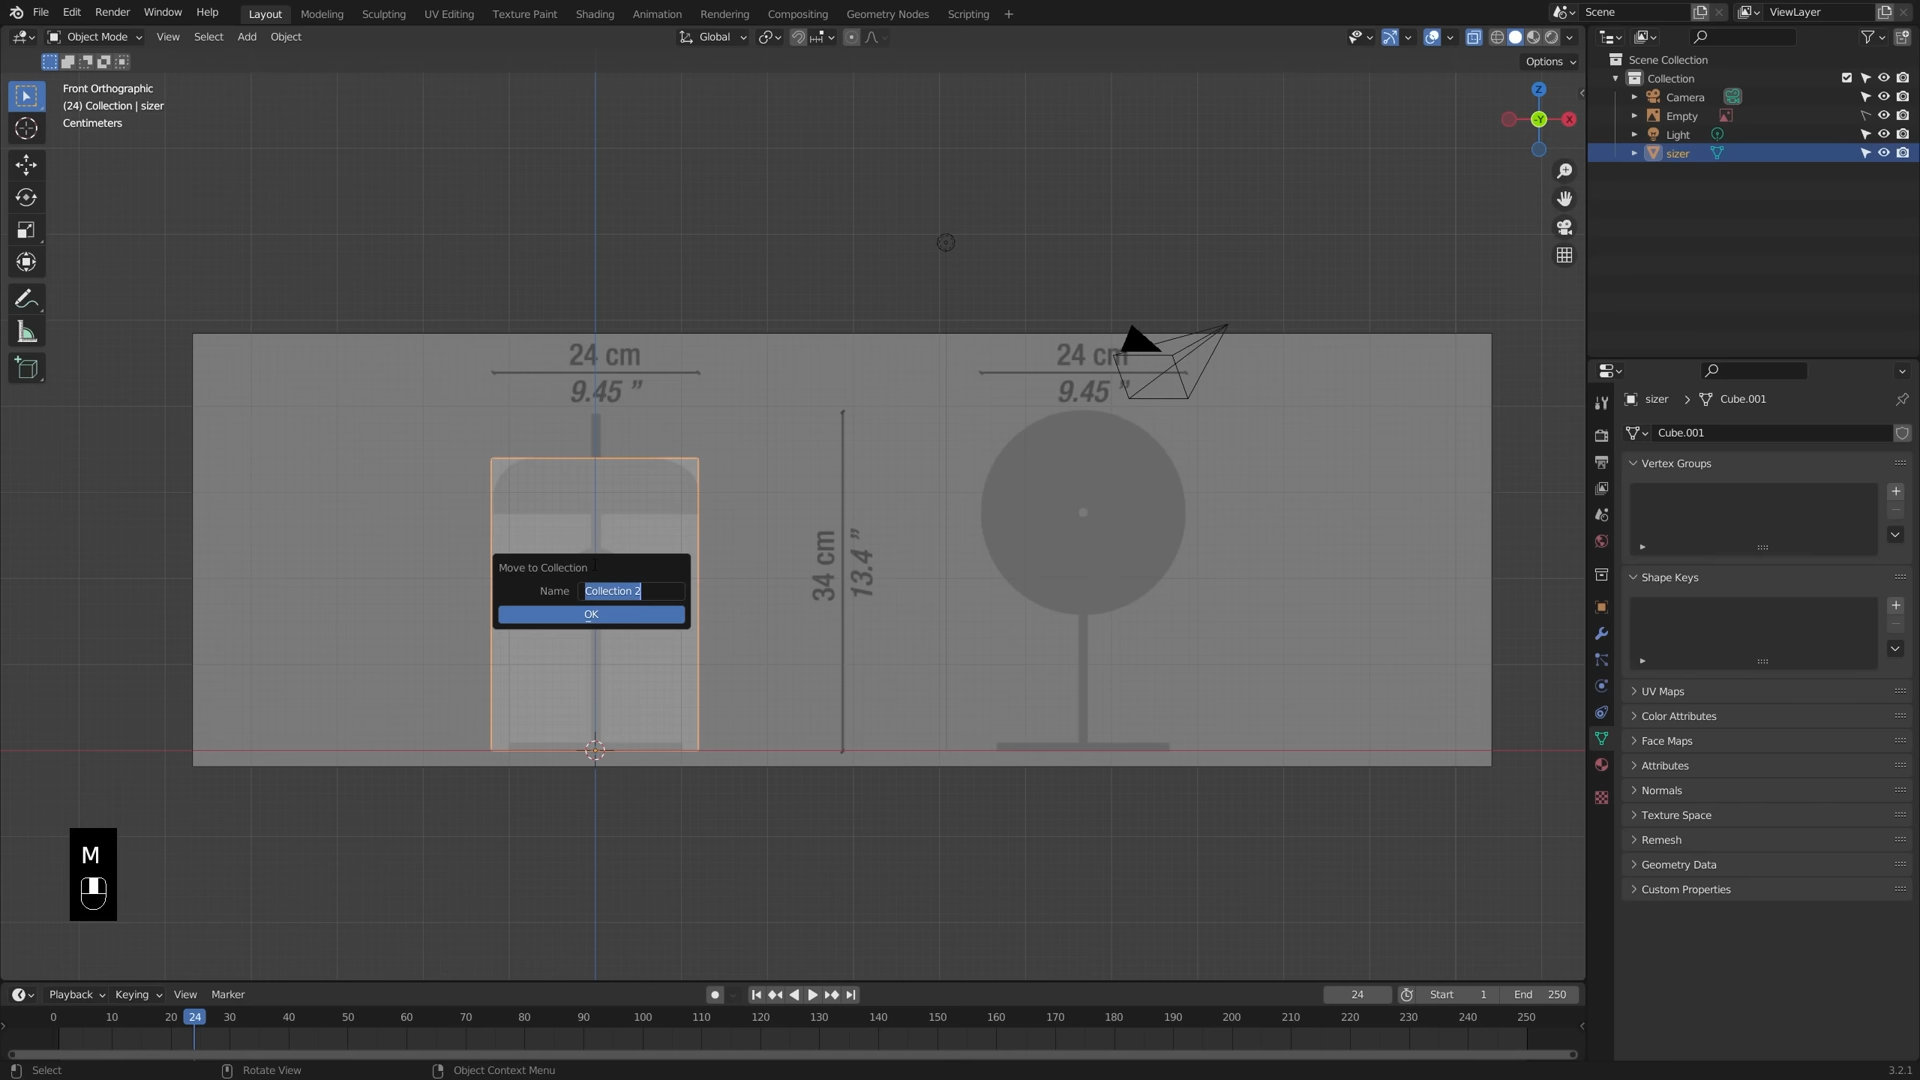 File Edit Render Window Help Layout Modeling Sculpting UV Editing Texture Paint Shading Animation Rendering Compositing Geometry Nodes Scripting + Scene ViewLayer
Object Mode View Select Add Object Global
Options
Front Orthographic
(24) Collection | sizer
Centimeters
Z
-Y
X
Scene Collection
Collection
Camera
Empty
Light
sizer
24 cm
9.45 ”
24 cm
9.45 ”
34 cm
13.4 ”
Move to Collection
Name Collection 2
OK
M
sizer > Cube.001
Cube.001
Vertex Groups
Shape Keys
UV Maps
Color Attributes
Face Maps
Attributes
Normals
Texture Space
Remesh
Geometry Data
Custom Properties
Playback Keying View Marker 24 Start 1 End 250
0 10 20 24 30 40 50 60 70 80 90 100 110 120 130 140 150 160 170 180 190 200 210 220 230 240 250
Select Rotate View Object Context Menu 3.2.1